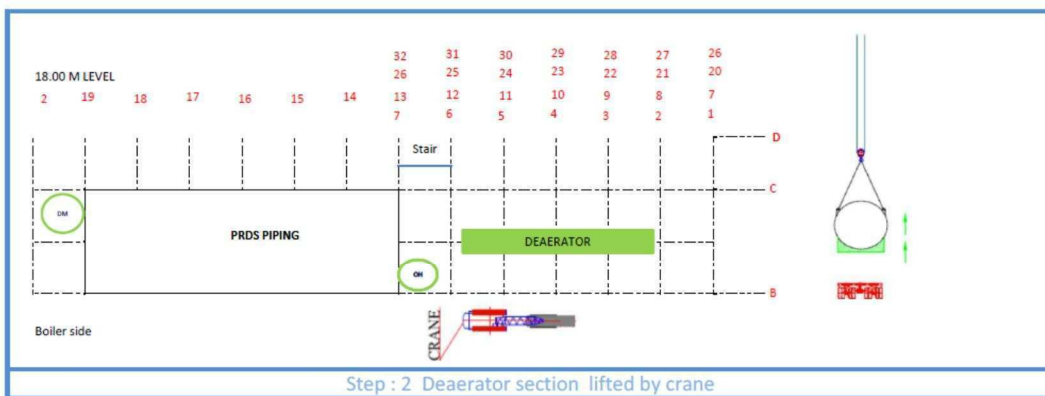 32 31 30 29 28 27 26
18.00 M LEVEL 26 25 24 23 22 21 20
2 19 18 17 16 15 14 13 12 11 10 9 8 7
7 6 5 4 3 2 1
D
Stair
C
DM
PRDS PIPING
DEAERATOR
OH
B
CRANE
Boiler side
Step : 2 Deaerator section lifted by crane